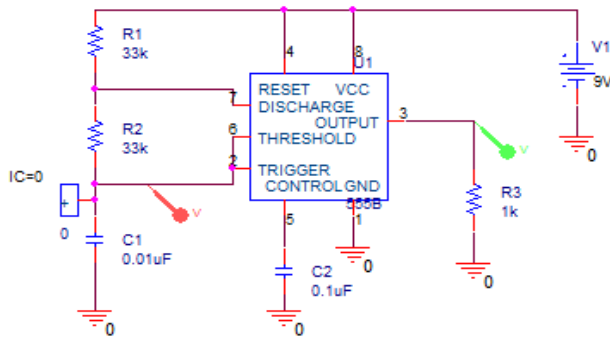 R1
33k
4
8
U1
V1
9V
0
RESET VCC
7
DISCHARGE
OUTPUT
3
V
R2
33k
6
THRESHOLD
2
TRIGGER
CONTROL GND
555B
5
1
0
IC=0
+
0
V
R3
1k
0
C1
0.01uF
0
C2
0.1uF
0